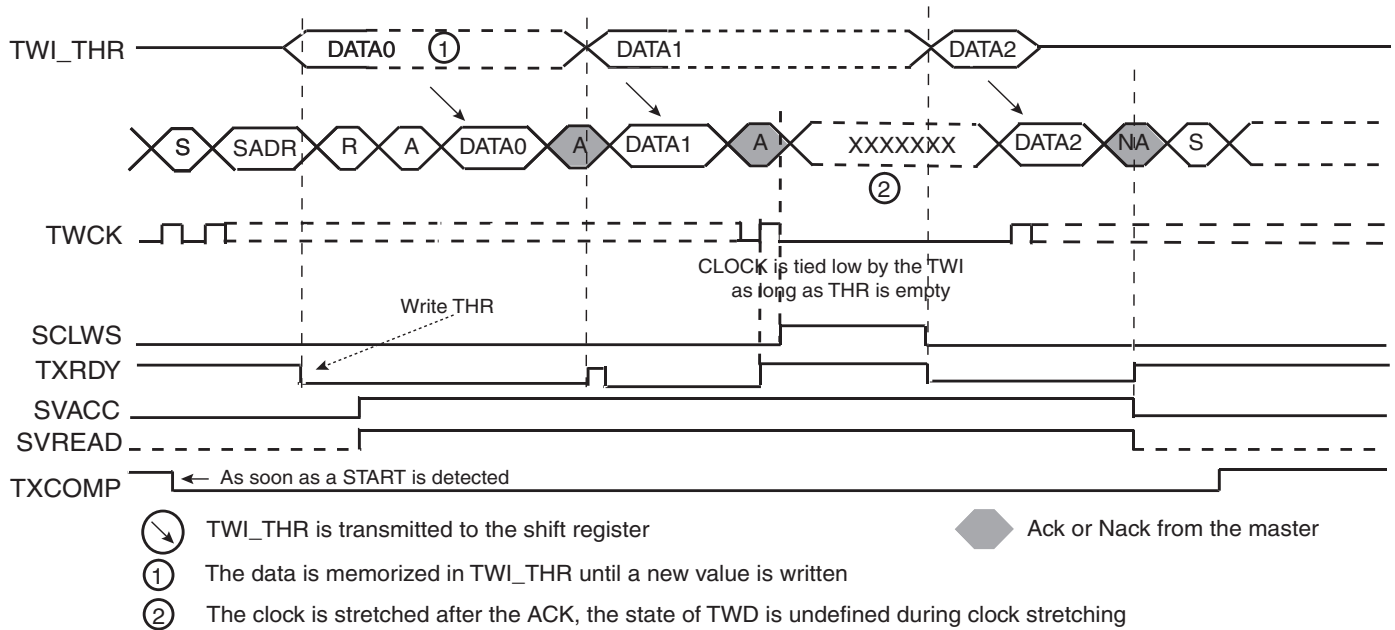 TWI_THR DATA0 1 DATA1 DATA2
S SADR R A DATA0 A DATA1 A XXXXXXX DATA2 NA S
2
TWCK
CLOCK is tied low by the TWI
as long as THR is empty
Write THR
SCLWS
TXRDY
SVACC
SVREAD
TXCOMP As soon as a START is detected
TWI_THR is transmitted to the shift register Ack or Nack from the master
1 The data is memorized in TWI_THR until a new value is written
2 The clock is stretched after the ACK, the state of TWD is undefined during clock stretching